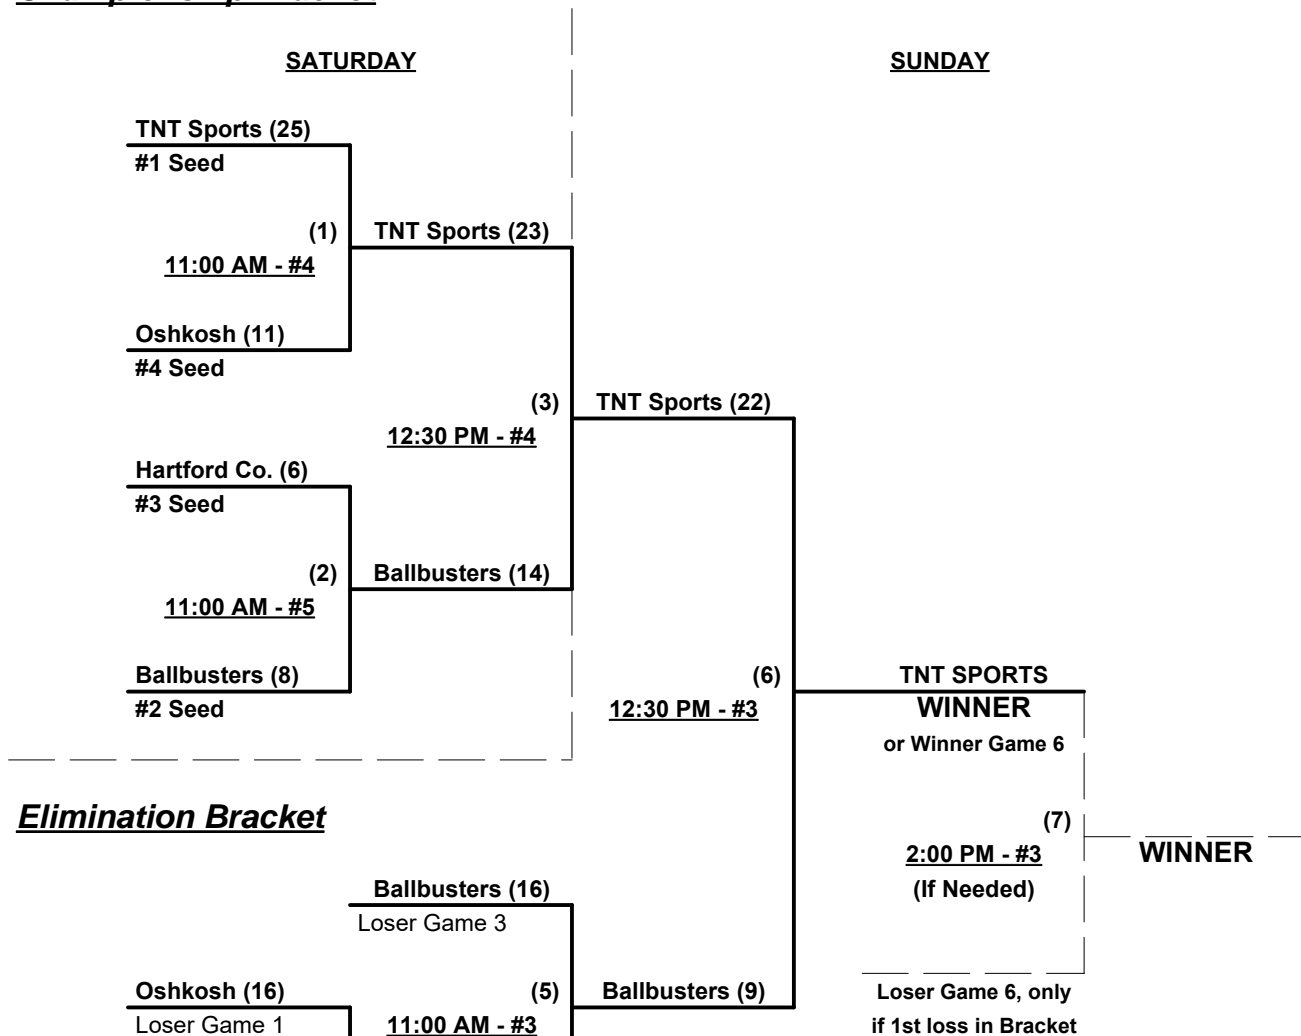 SATURDAY
SUNDAY
TNT Sports (25)
#1 Seed
(1)
TNT Sports (23)
11:00 AM - #4
Oshkosh (11)
#4 Seed
(3)
TNT Sports (22)
12:30 PM - #4
Hartford Co. (6)
#3 Seed
(2)
Ballbusters (14)
11:00 AM - #5
Ballbusters (8)
#2 Seed
(6)
TNT SPORTS
12:30 PM - #3
WINNER
or Winner Game 6
Elimination Bracket
(7)
2:00 PM - #3
WINNER
(If Needed)
Ballbusters (16)
Loser Game 3
Oshkosh (16)
(5)
Ballbusters (9)
Loser Game 6, only
Loser Game 1
11:00 AM - #3
if 1st loss in Bracket